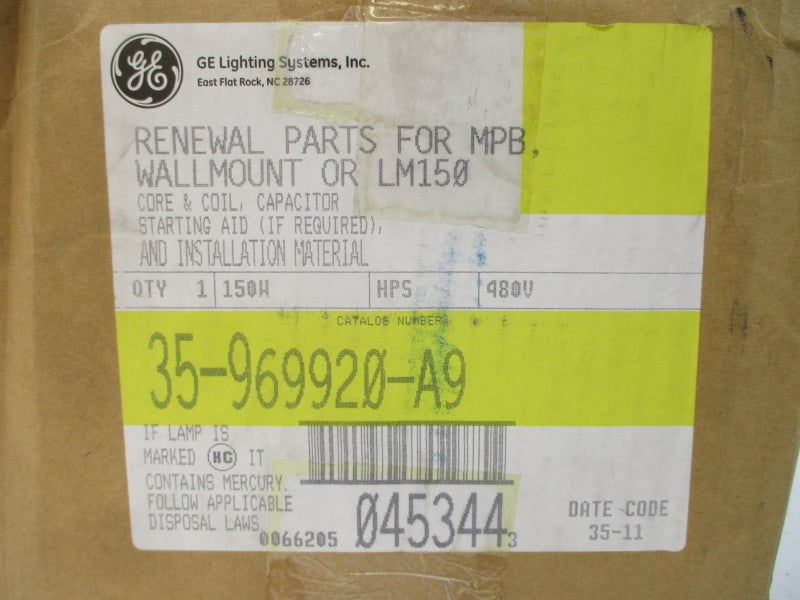 GE
GE Lighting Systems, Inc.
East Flat Rock, NC 28726
RENEWAL PARTS FOR MPB,
WALLMOUNT OR LM150
CORE & COIL, CAPACITOR
STARTING AID (IF REQUIRED),
AND INSTALLATION MATERIAL
QTY 1 150W HPS 480V
CATALOG NUMBER
35-969920-A9
IF LAMP IS
MARKED HG IT
CONTAINS MERCURY.
FOLLOW APPLICABLE
DISPOSAL LAWS.
0066205 045344 3
DATE CODE
35-11